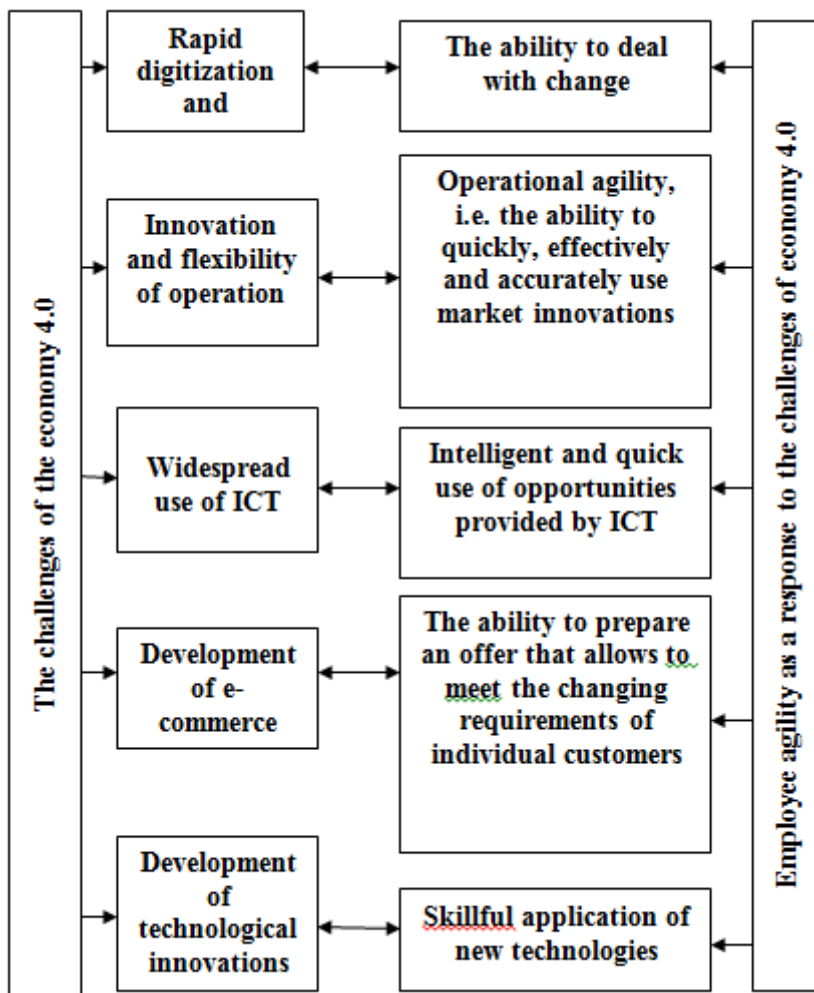 The challenges of the economy 4.0
Rapid
digitization
and
The ability to deal
with change
Innovation
and flexibility
of operation
Operational agility,
i.e. the ability to
quickly, effectively
and accurately use
market innovations
Widespread
use of ICT
Intelligent and quick
use of opportunities
provided by ICT
Development
of e-
commerce
The ability to prepare
an offer that allows to
meet the changing
requirements of
individual customers
Development
of
technological
innovations
Skillful application of
new technologies
Employee agility as a response to the challenges of economy 4.0